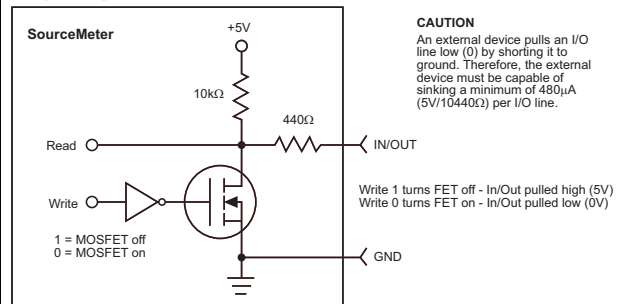 SourceMeter
+5V
10kΩ
440Ω
Read
IN/OUT
Write
1 = MOSFET off
0 = MOSFET on
GND
CAUTION
An external device pulls an I/O
line low (0) by shorting it to
ground. Therefore, the external
device must be capable of
sinking a minimum of 480μA
(5V/10440Ω) per I/O line.
Write 1 turns FET off - In/Out pulled high (5V)
Write 0 turns FET on - In/Out pulled low (0V)